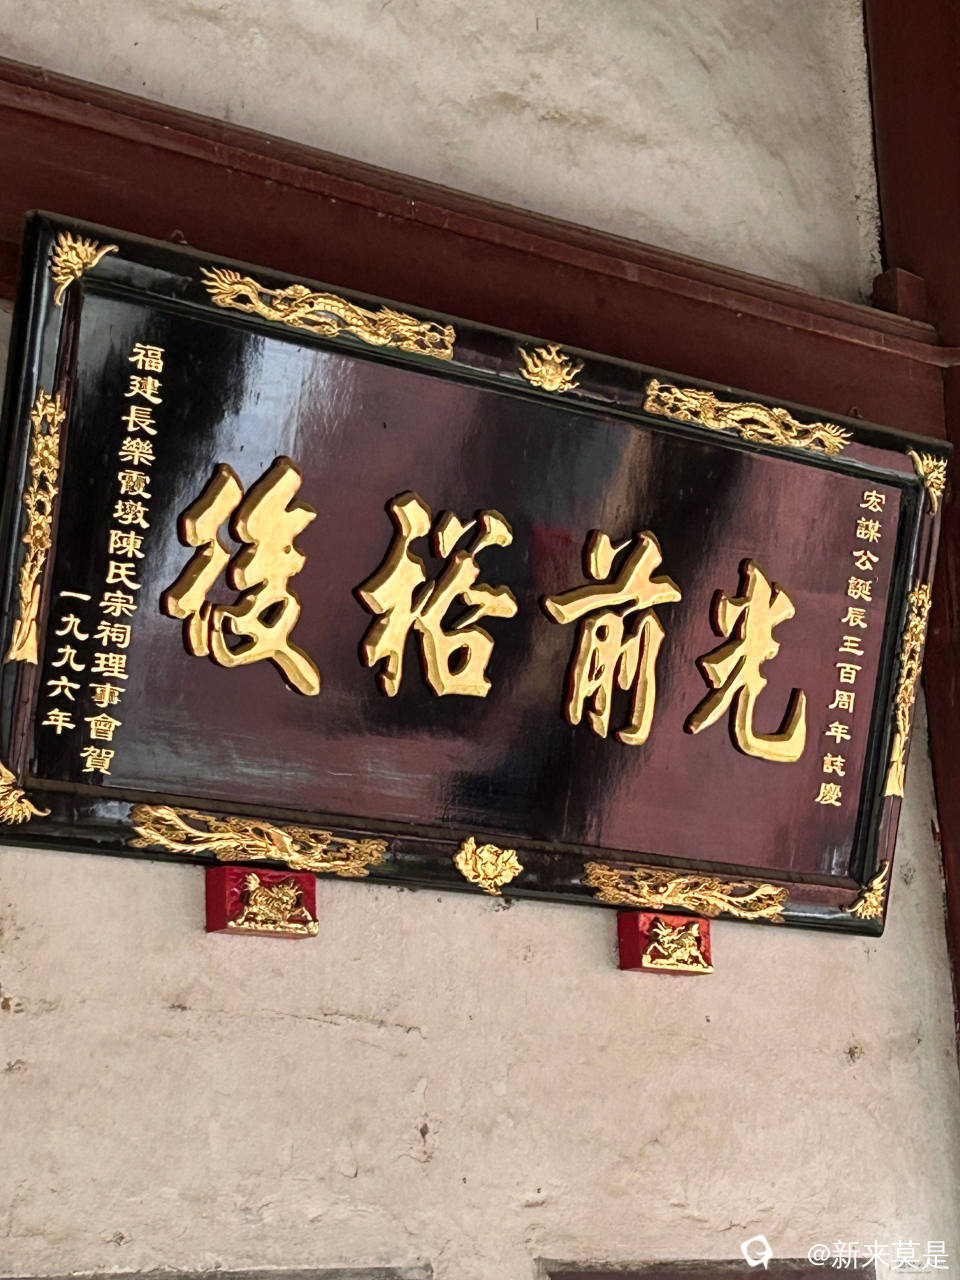 宏謀公誕辰三百周年誌慶
光前裕後
福建長樂霞墩陳氏宗祠理事會賀
一九九六年
@新来莫是